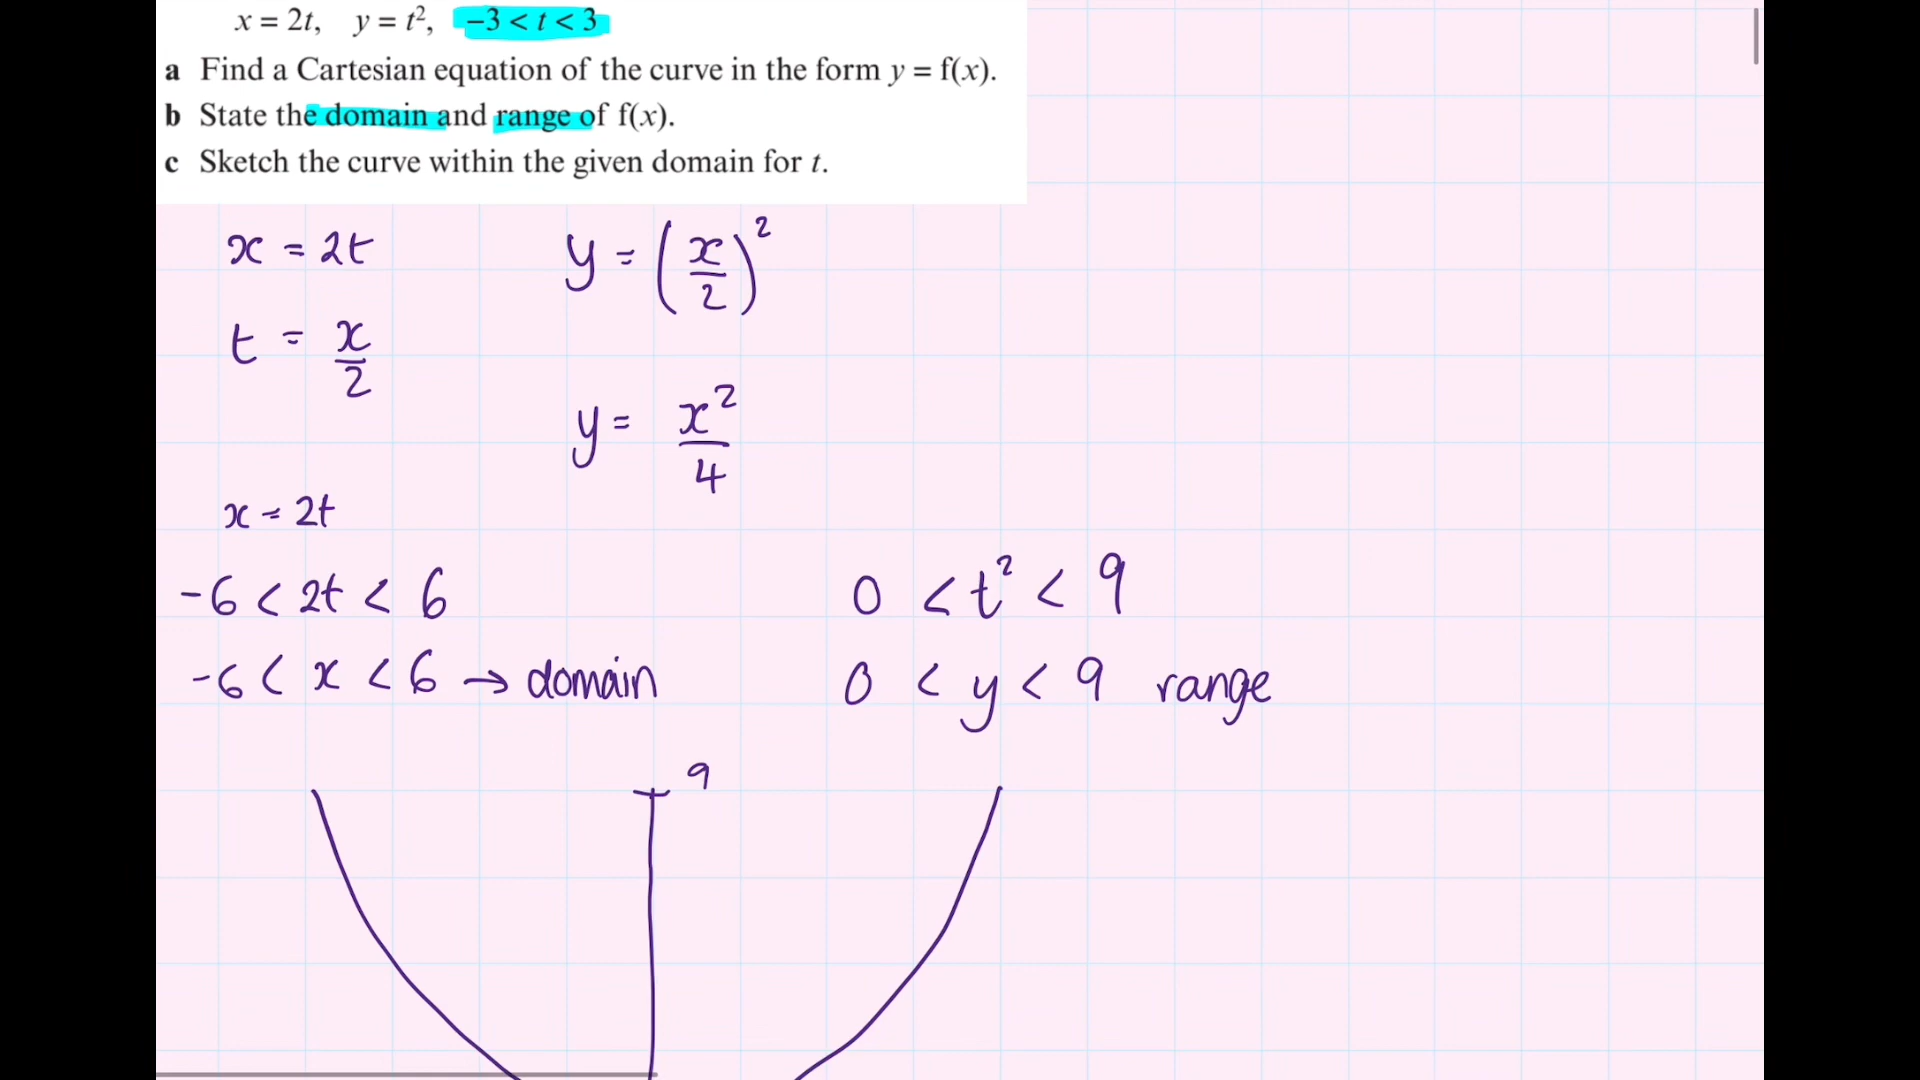 x = 2t, y = t², −3 < t < 3
a Find a Cartesian equation of the curve in the form y = f(x).
b State the domain and range of f(x).
c Sketch the curve within the given domain for t.
x = 2t
y = (x/2)²
t = x/2
y = x²/4
x = 2t
-6 < 2t < 6
0 < t² < 9
-6 < x < 6 → domain
0 < y < 9 range
9